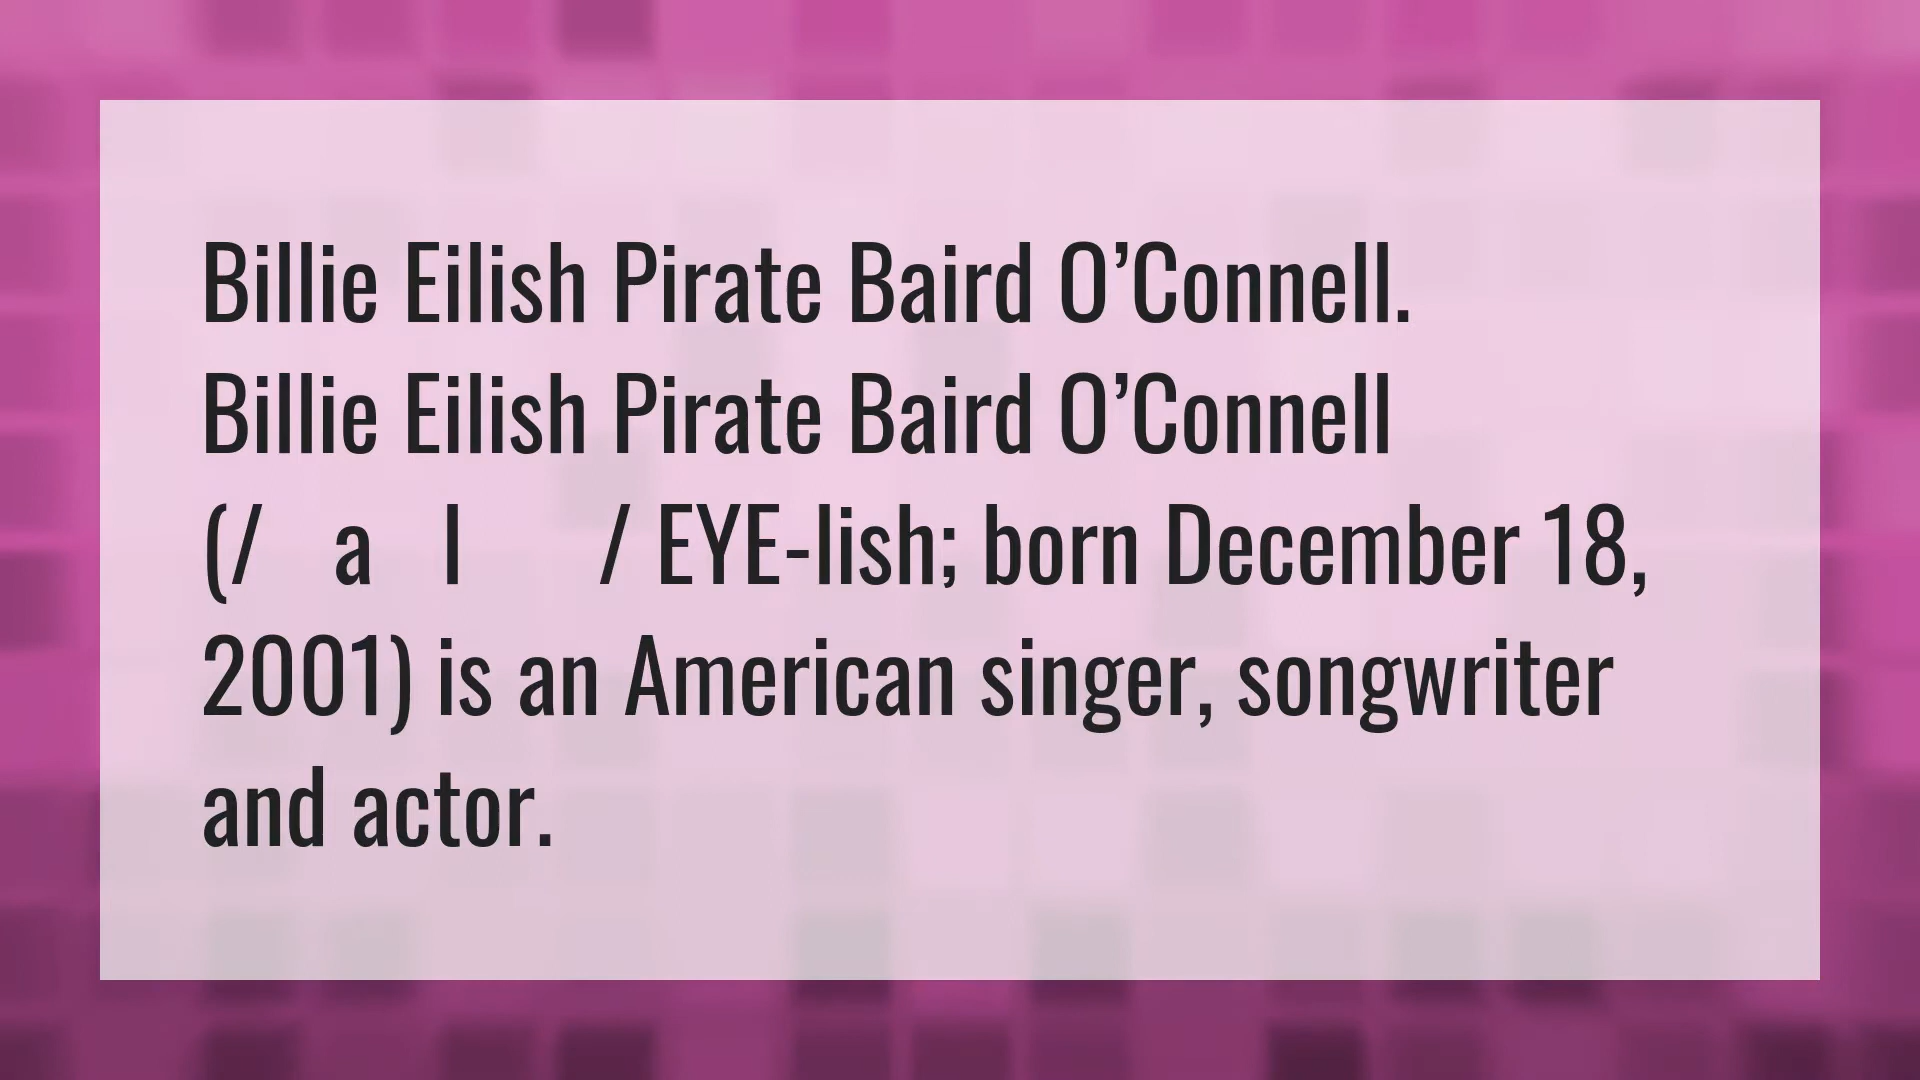 Billie Eilish Pirate Baird O’Connell.
Billie Eilish Pirate Baird O’Connell
(/ a l / EYE-lish; born December 18,
2001) is an American singer, songwriter
and actor.